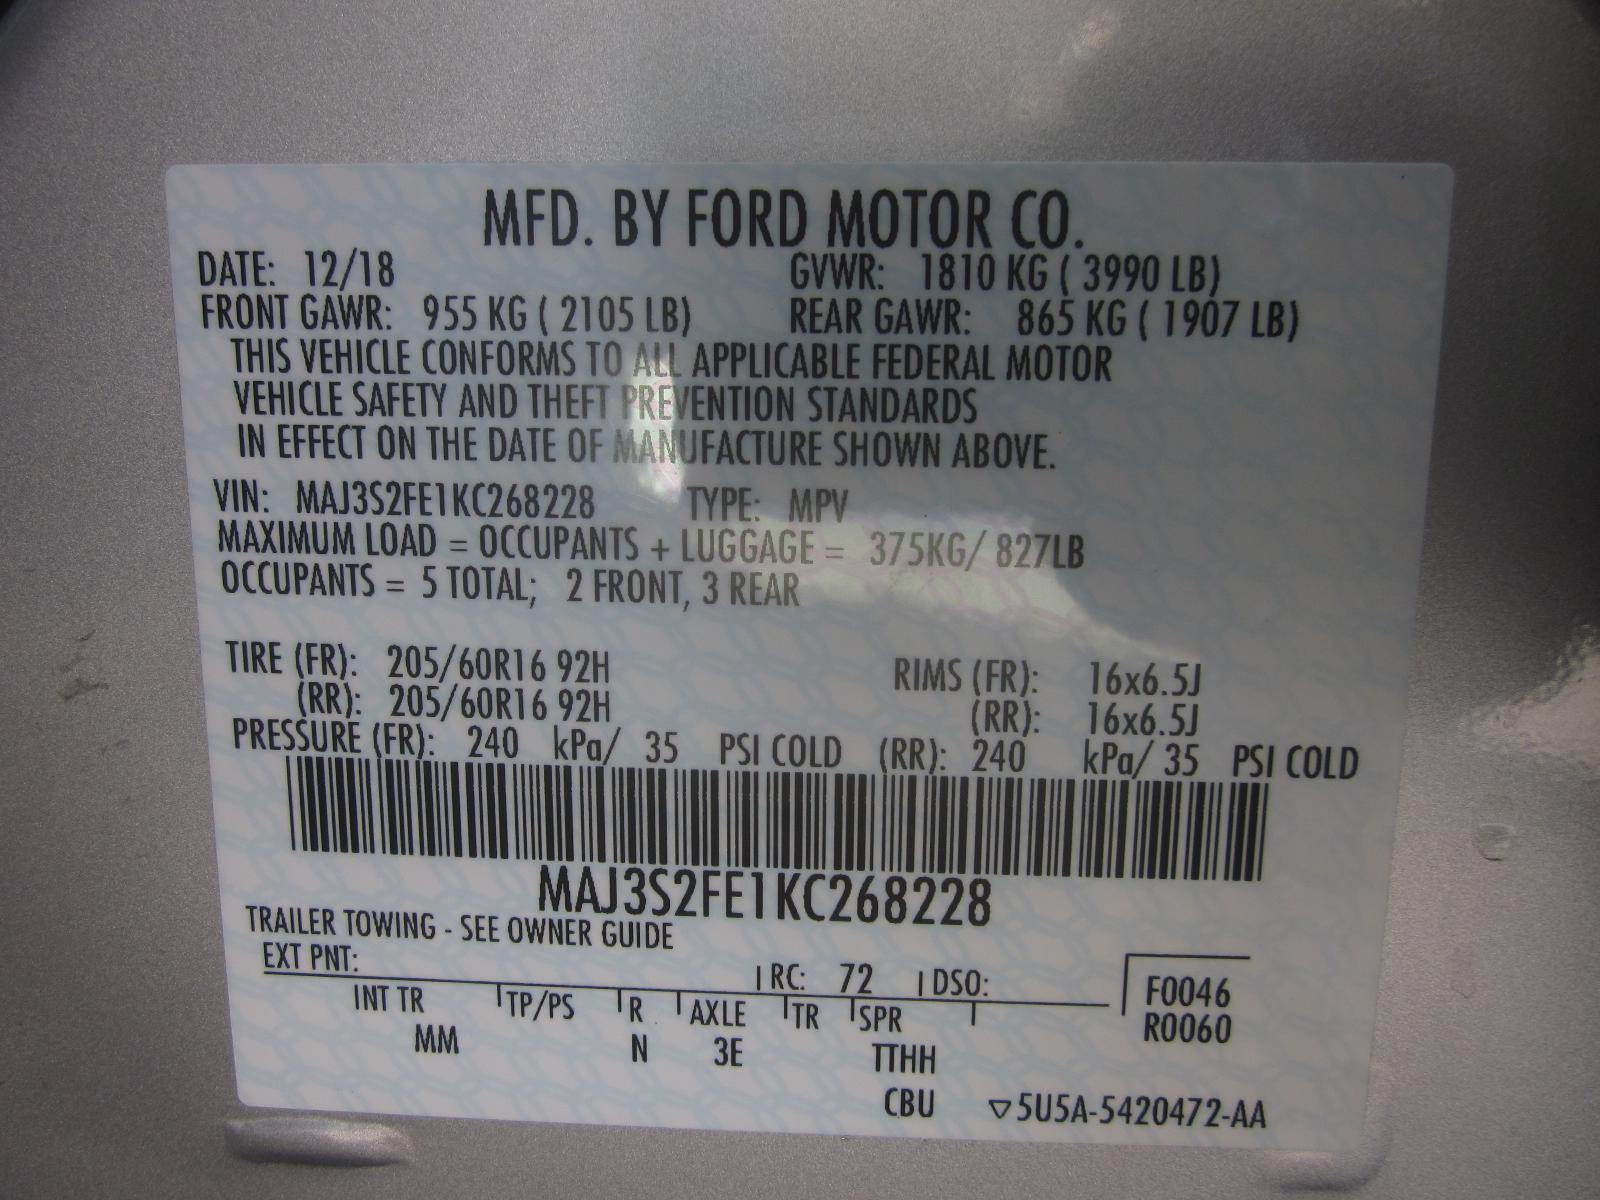 MFD. BY FORD MOTOR CO.
DATE: 12/18 GVWR: 1810 KG ( 3990 LB)
FRONT GAWR: 955 KG ( 2105 LB) REAR GAWR: 865 KG ( 1907 LB)
THIS VEHICLE CONFORMS TO ALL APPLICABLE FEDERAL MOTOR
VEHICLE SAFETY AND THEFT PREVENTION STANDARDS
IN EFFECT ON THE DATE OF MANUFACTURE SHOWN ABOVE.
VIN: MAJ3S2FE1KC268228 TYPE: MPV
MAXIMUM LOAD = OCCUPANTS + LUGGAGE = 375KG/ 827LB
OCCUPANTS = 5 TOTAL; 2 FRONT, 3 REAR
TIRE (FR): 205/60R16 92H RIMS (FR): 16x6.5J
(RR): 205/60R16 92H (RR): 16x6.5J
PRESSURE (FR): 240 kPa/ 35 PSI COLD (RR): 240 kPa/ 35 PSI COLD
MAJ3S2FE1KC268228
TRAILER TOWING - SEE OWNER GUIDE
EXT PNT: RC: 72 DSO: F0046
INT TR TP/PS R AXLE TR SPR R0060
MM N 3E TTHH
CBU ▽5U5A-5420472-AA